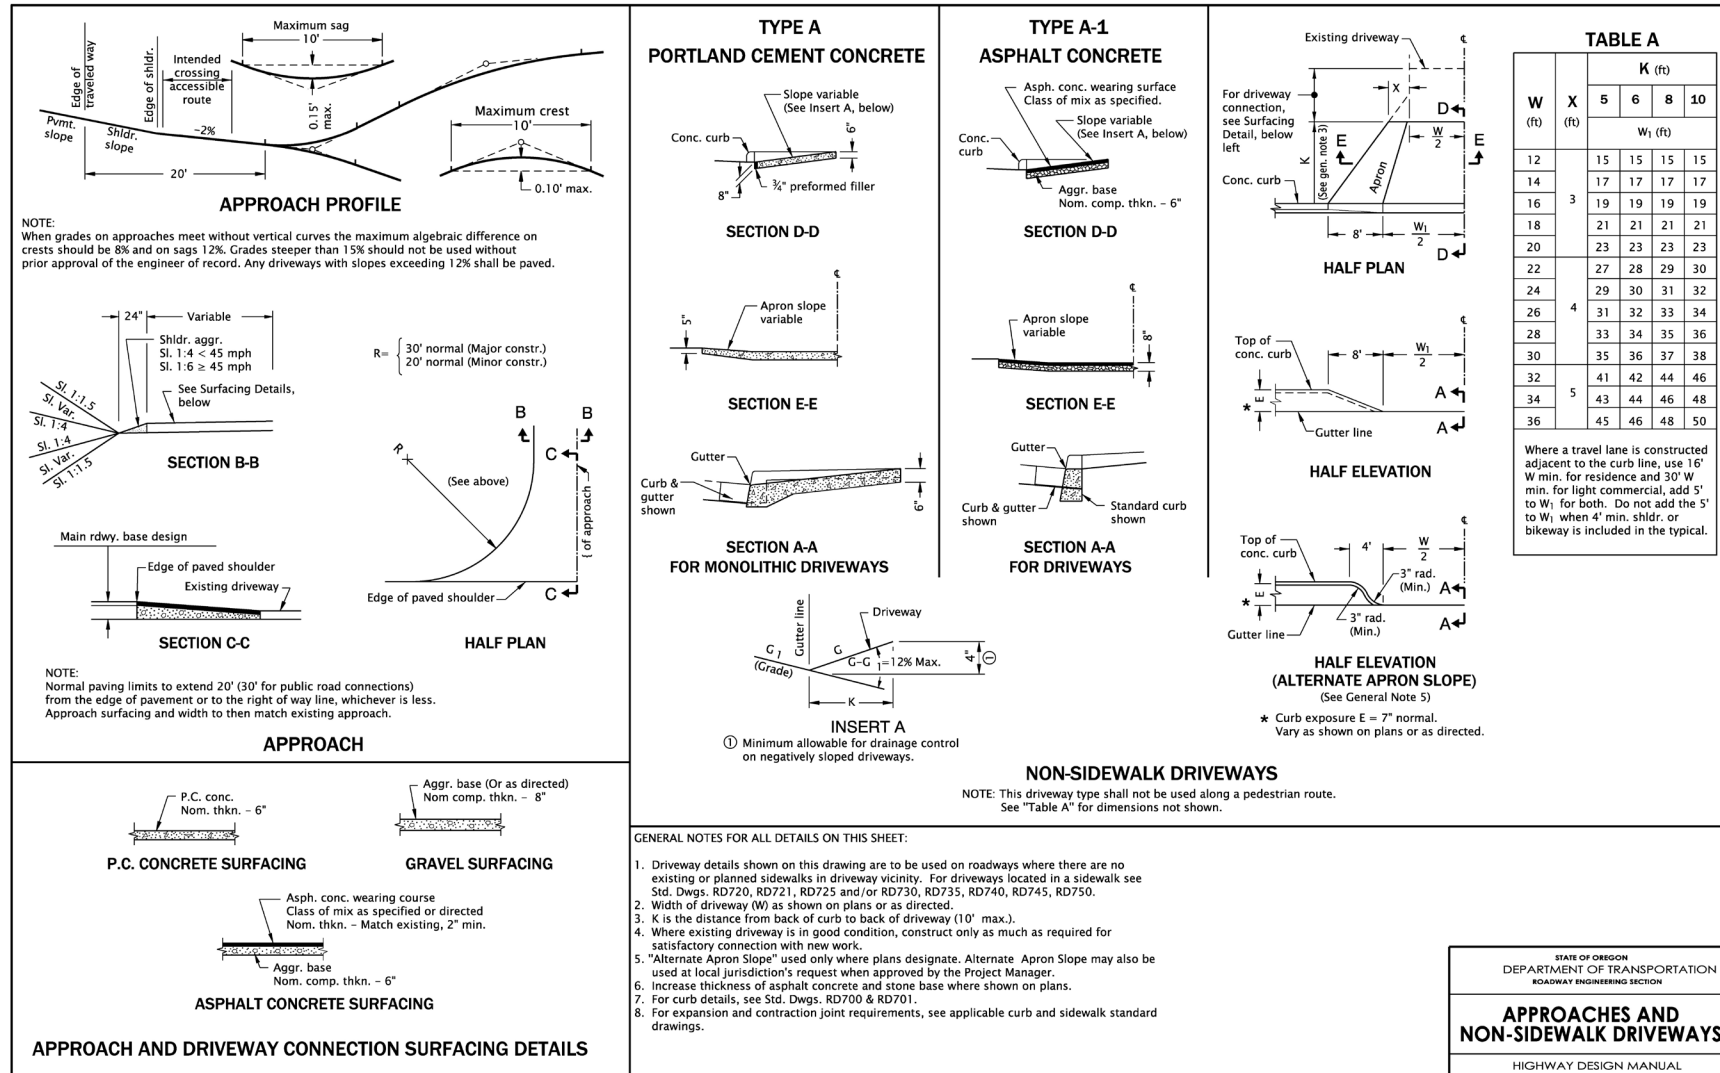 Maximum sag
10'
Edge of
traveled way
Edge of shldr.
Intended
crossing
accessible
route
0.15'
max.
Pvmt.
slope
Shldr.
slope
-2%
20'
Maximum crest
10'
0.10' max.
APPROACH PROFILE
NOTE:
When grades on approaches meet without vertical curves the maximum algebraic difference on
crests should be 8% and on sags 12%. Grades steeper than 15% should not be used without
prior approval of the engineer of record. Any driveways with slopes exceeding 12% shall be paved.
24"
Variable
Shldr. aggr.
Sl. 1:4 < 45 mph
Sl. 1:6 ≥ 45 mph
See Surfacing Details,
below
Sl. 1:1.5
Sl. Var.
Sl. 1:4
Sl. 1:4
Sl. Var.
Sl. 1:1.5
SECTION B-B
R=
30' normal (Major constr.)
20' normal (Minor constr.)
B
B
C
R
(See above)
℄ of approach
Edge of paved shoulder
C
HALF PLAN
Main rdwy. base design
Edge of paved shoulder
Existing driveway
SECTION C-C
NOTE:
Normal paving limits to extend 20' (30' for public road connections)
from the edge of pavement or to the right of way line, whichever is less.
Approach surfacing and width to then match existing approach.
APPROACH
P.C. conc.
Nom. thkn. - 6"
P.C. CONCRETE SURFACING
Aggr. base (Or as directed)
Nom comp. thkn. - 8"
GRAVEL SURFACING
Asph. conc. wearing course
Class of mix as specified or directed
Nom. thkn. - Match existing, 2" min.
Aggr. base
Nom. comp. thkn. - 6"
ASPHALT CONCRETE SURFACING
APPROACH AND DRIVEWAY CONNECTION SURFACING DETAILS
TYPE A
PORTLAND CEMENT CONCRETE
Slope variable
(See Insert A, below)
Conc. curb
6"
8"
¾" preformed filler
SECTION D-D
℄
Apron slope
variable
5"
SECTION E-E
Gutter
Curb &
gutter
shown
6"
SECTION A-A
FOR MONOLITHIC DRIVEWAYS
TYPE A-1
ASPHALT CONCRETE
Asph. conc. wearing surface
Class of mix as specified.
Slope variable
(See Insert A, below)
Conc.
curb
Aggr. base
Nom. comp. thkn. - 6"
SECTION D-D
℄
Apron slope
variable
8"
SECTION E-E
Gutter
Curb & gutter
shown
Standard curb
shown
SECTION A-A
FOR DRIVEWAYS
Gutter line
Driveway
G1
(Grade)
G
G-G1=12% Max.
4"
①
K
INSERT A
① Minimum allowable for drainage control
on negatively sloped driveways.
Existing driveway
℄
X
For driveway
connection,
see Surfacing
Detail, below
left
D
W
2
E
E
K
(See gen. note 3)
Apron
Conc. curb
8'
W1
2
D
HALF PLAN
℄
Top of
conc. curb
8'
W1
2
* E
A
Gutter line
A
HALF ELEVATION
℄
Top of
conc. curb
4'
W
2
3" rad.
(Min.)
* E
A
Gutter line
3" rad.
(Min.)
A
HALF ELEVATION
(ALTERNATE APRON SLOPE)
(See General Note 5)
* Curb exposure E = 7" normal.
Vary as shown on plans or as directed.
NON-SIDEWALK DRIVEWAYS
NOTE: This driveway type shall not be used along a pedestrian route.
See "Table A" for dimensions not shown.
TABLE A
W (ft) X (ft) K (ft)
5 6 8 10
W1 (ft)
12 15 15 15 15
14 17 17 17 17
16 3 19 19 19 19
18 21 21 21 21
20 23 23 23 23
22 27 28 29 30
24 29 30 31 32
26 4 31 32 33 34
28 33 34 35 36
30 35 36 37 38
32 41 42 44 46
34 5 43 44 46 48
36 45 46 48 50
Where a travel lane is constructed
adjacent to the curb line, use 16'
W min. for residence and 30' W
min. for light commercial, add 5'
to W1 for both. Do not add the 5'
to W1 when 4' min. shldr. or
bikeway is included in the typical.
GENERAL NOTES FOR ALL DETAILS ON THIS SHEET:
1. Driveway details shown on this drawing are to be used on roadways where there are no
existing or planned sidewalks in driveway vicinity. For driveways located in a sidewalk see
Std. Dwgs. RD720, RD721, RD725 and/or RD730, RD735, RD740, RD745, RD750.
2. Width of driveway (W) as shown on plans or as directed.
3. K is the distance from back of curb to back of driveway (10' max.).
4. Where existing driveway is in good condition, construct only as much as required for
satisfactory connection with new work.
5. "Alternate Apron Slope" used only where plans designate. Alternate Apron Slope may also be
used at local jurisdiction's request when approved by the Project Manager.
6. Increase thickness of asphalt concrete and stone base where shown on plans.
7. For curb details, see Std. Dwgs. RD700 & RD701.
8. For expansion and contraction joint requirements, see applicable curb and sidewalk standard
drawings.
STATE OF OREGON
DEPARTMENT OF TRANSPORTATION
ROADWAY ENGINEERING SECTION
APPROACHES AND
NON-SIDEWALK DRIVEWAYS
HIGHWAY DESIGN MANUAL